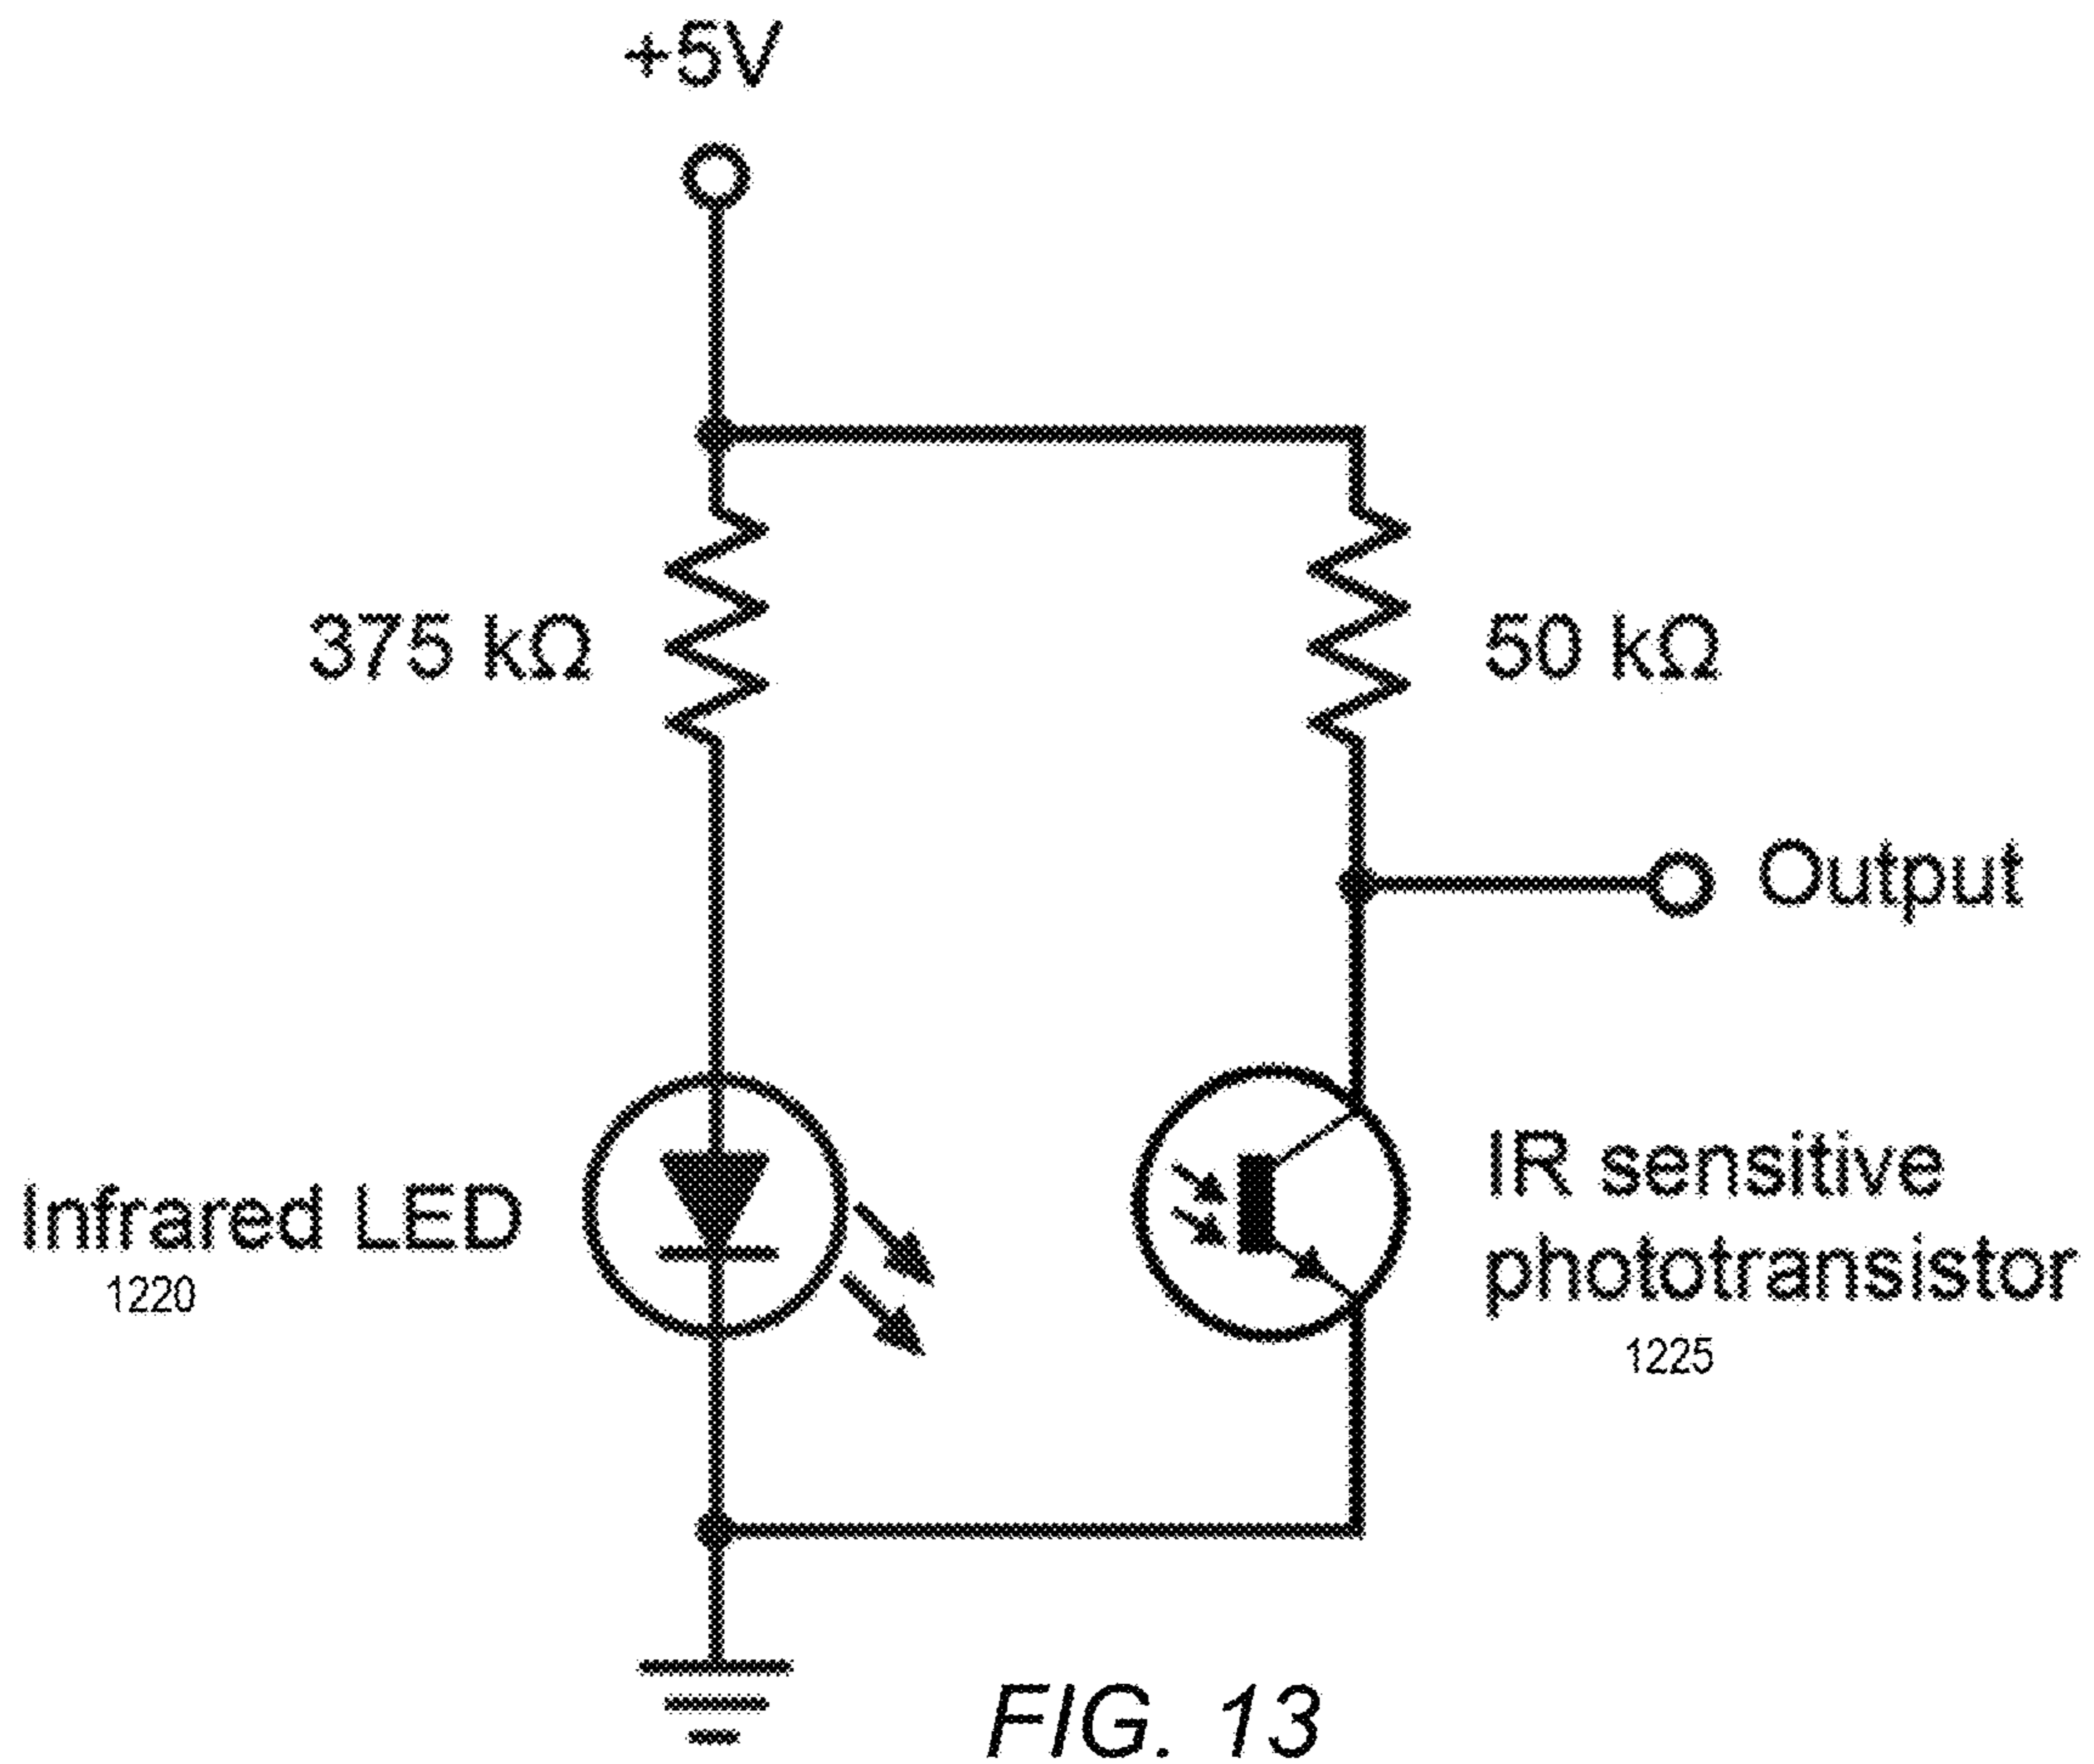 +5V
375 kΩ
50 kΩ
Output
Infrared LED
1220
IR sensitive
phototransistor
1225
FIG. 13